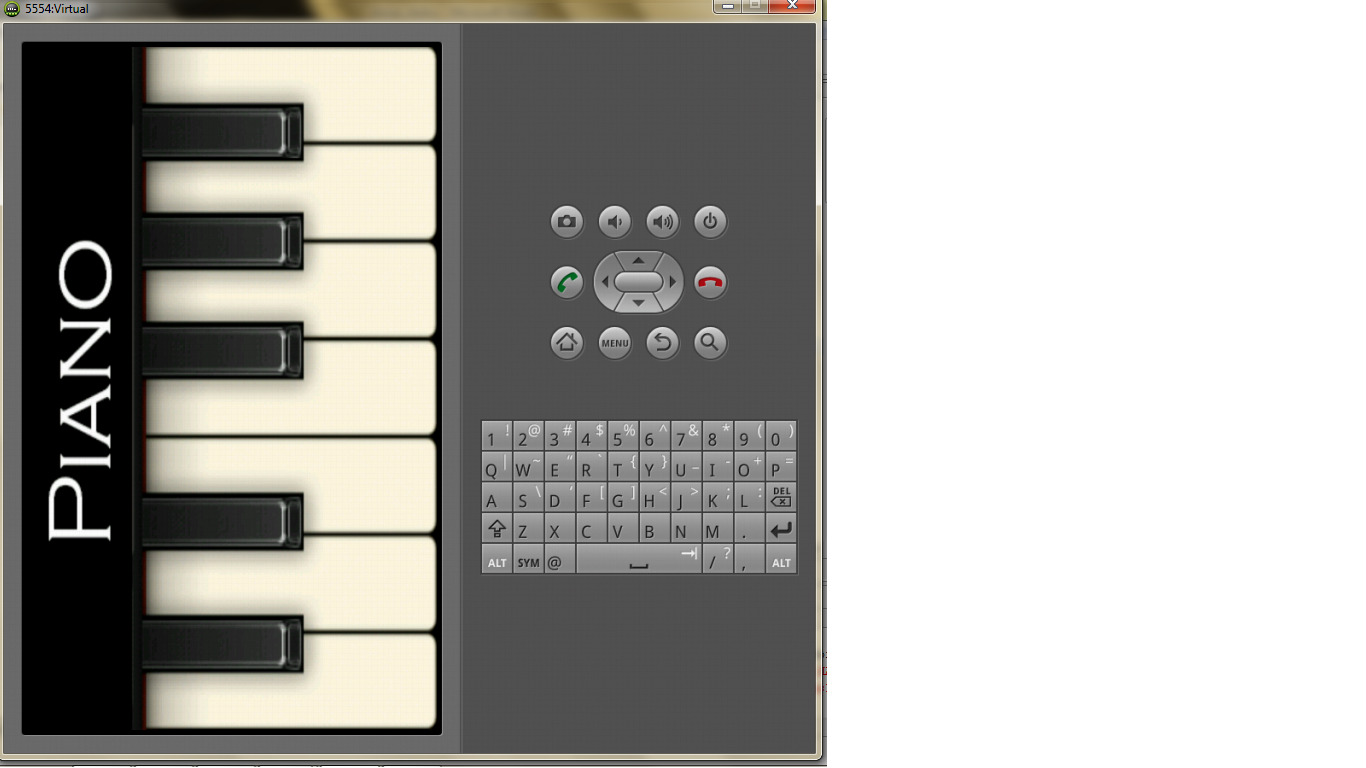 5554:Virtual
PIANO
MENU
1 ! 2 @ 3 # 4 $ 5 % 6 ^ 7 & 8 * 9 ( 0 )
Q | W ~ E “ R ` T { Y } U _ I - O + P =
A S \ D ‘ F [ G ] H < J > K ; L : DEL
Z X C V B N M .
ALT SYM @ / ? , ALT